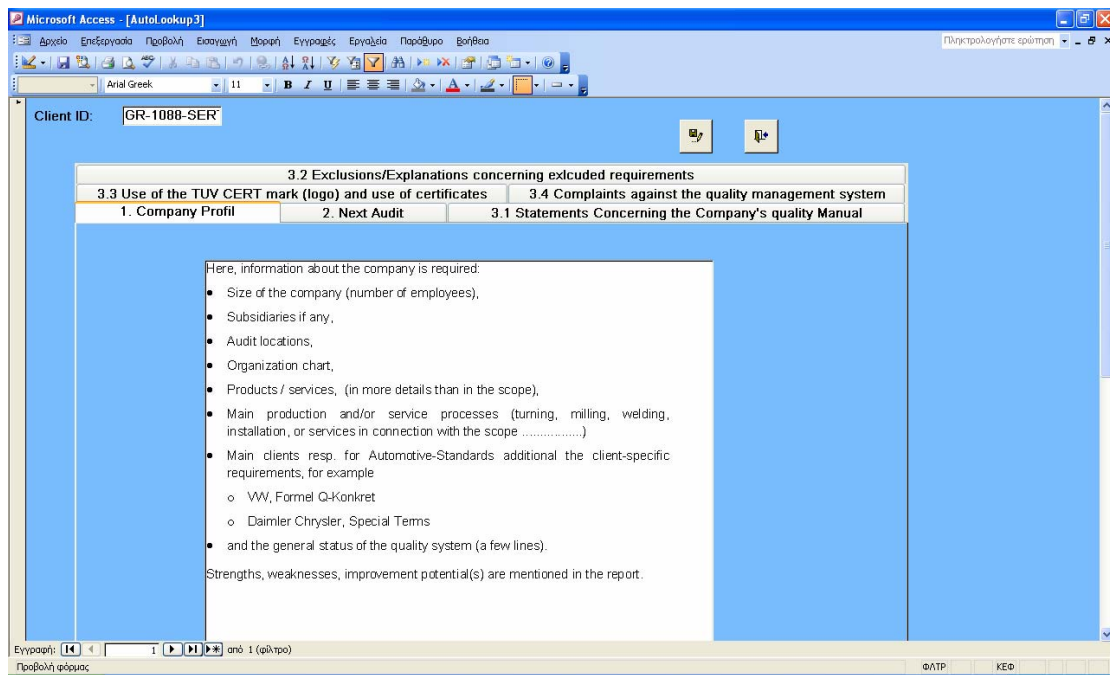 Microsoft Access - [AutoLookup3]
Αρχείο Επεξεργασία Προβολή Εισαγωγή Μορφή Εγγραφές Εργαλεία Παράθυρο Βοήθεια Πληκτρολογήστε ερώτηση
Arial Greek 11 B I U
Client ID: GR-1088-SER
3.2 Exclusions/Explanations concerning exlcuded requirements
3.3 Use of the TUV CERT mark (logo) and use of certificates 3.4 Complaints against the quality management system
1. Company Profil 2. Next Audit 3.1 Statements Concerning the Company's quality Manual
Here, information about the company is required:
• Size of the company (number of employees),
• Subsidiaries if any,
• Audit locations,
• Organization chart,
• Products / services, (in more details than in the scope),
• Main production and/or service processes (turning, milling, welding,
installation, or services in connection with the scope .................)
• Main clients resp. for Automotive-Standards additional the client-specific
requirements, for example
o VW, Formel Q-Konkret
o Daimler Chrysler, Special Terms
• and the general status of the quality system (a few lines).
Strengths, weaknesses, improvement potential(s) are mentioned in the report.
Εγγραφή: 1 από 1 (φίλτρο)
Προβολή φόρμας ΦΛΤΡ ΚΕΦ